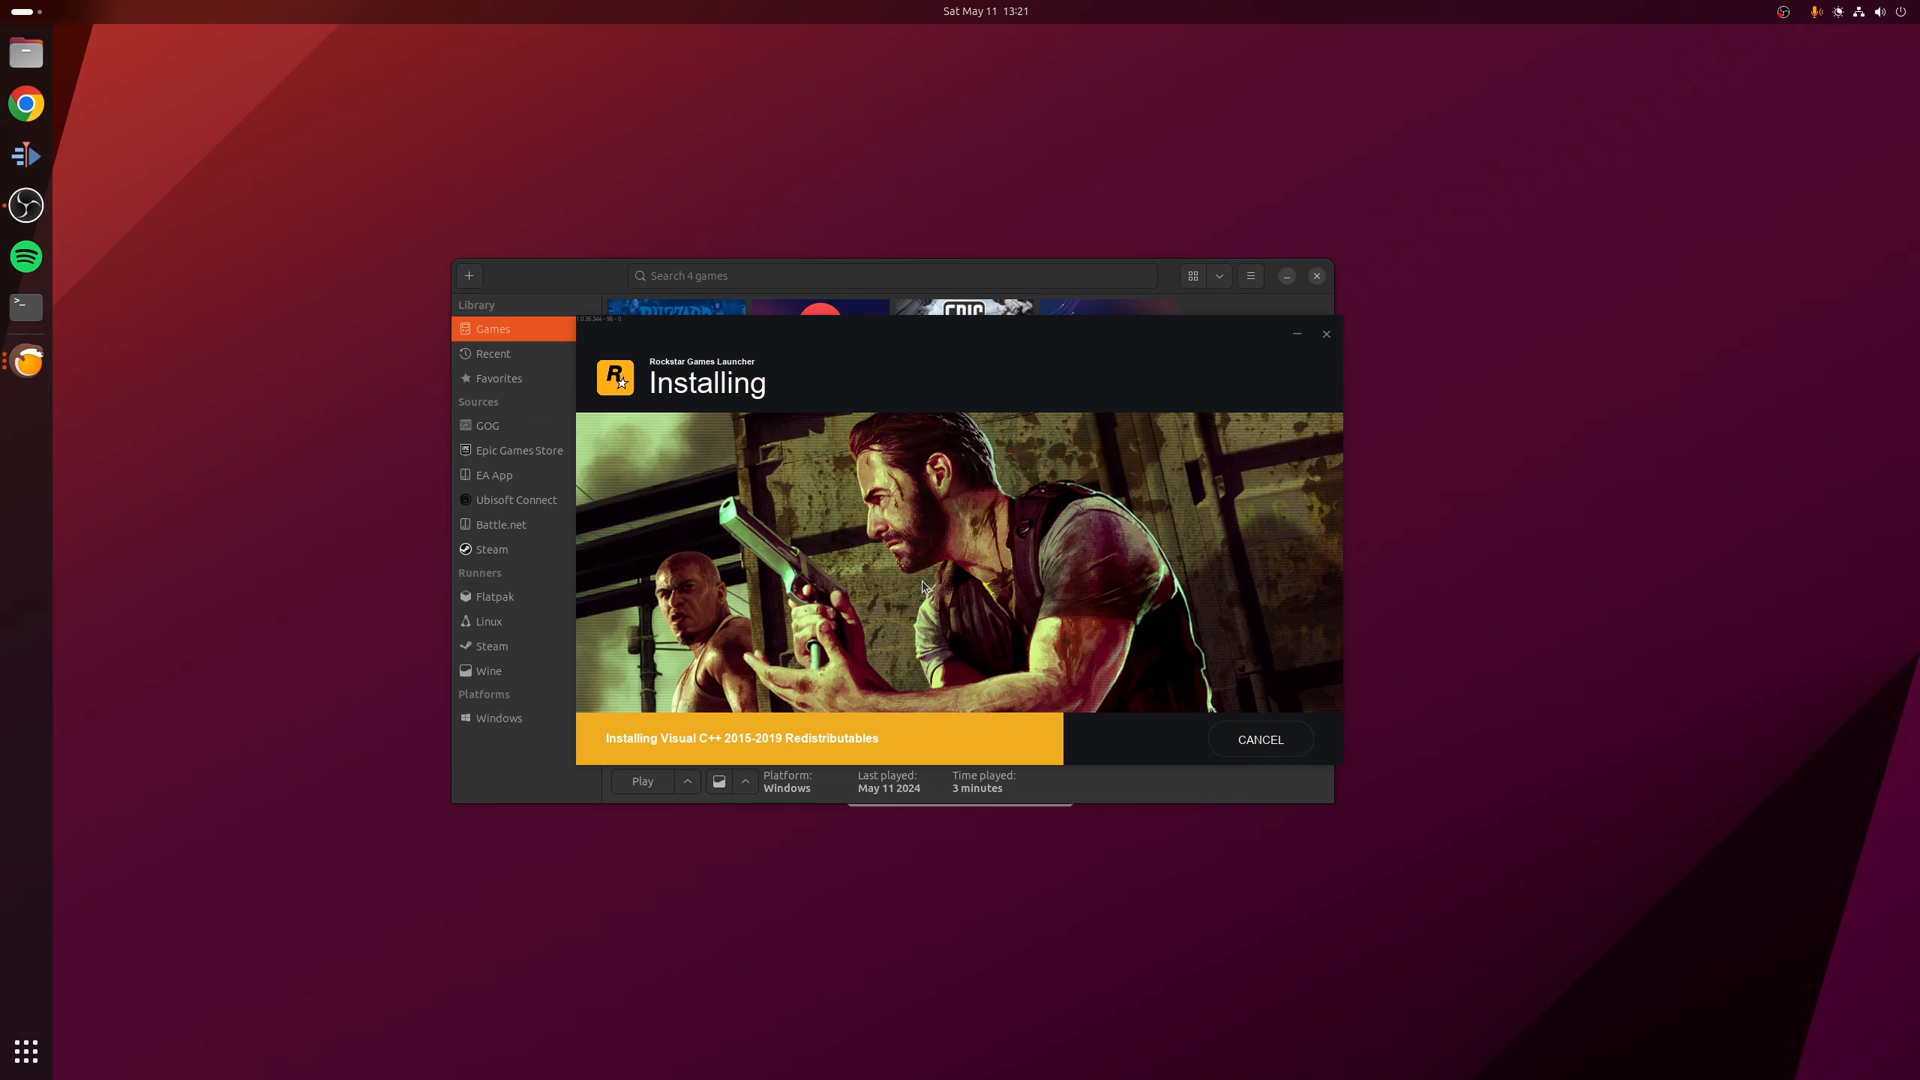 Sat May 11 13:21
Search 4 games
Library
Games
Recent
Favorites
Sources
GOG
Epic Games Store
EA App
Ubisoft Connect
Battle.net
Steam
Runners
Flatpak
Linux
Steam
Wine
Platforms
Windows
BLIZZARD
EPIC
Rockstar Games Launcher
Installing
Installing Visual C++ 2015-2019 Redistributables
CANCEL
Play
Platform:
Windows
Last played:
May 11 2024
Time played:
3 minutes